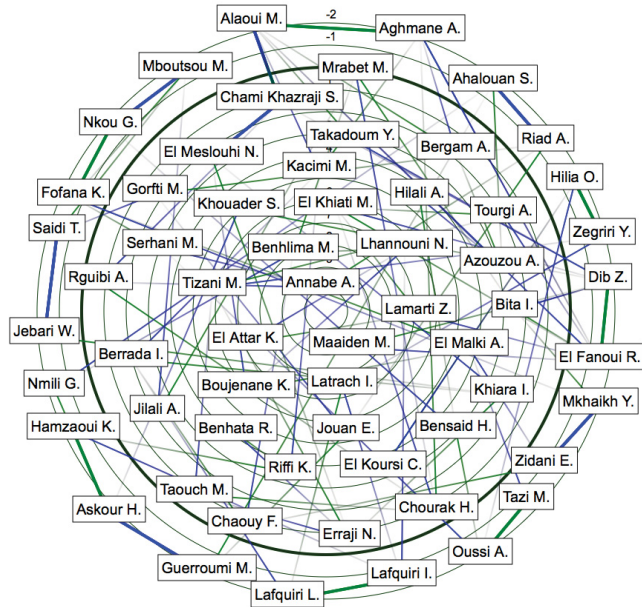 Alaoui M.
-2
Aghmane A.
-1
Mboutsou M.
Mrabet M.
Ahalouan S.
Chami Khazraji S.
Nkou G.
Takadoum Y.
Riad A.
El Meslouhi N.
Bergam A.
Kacimi M.
Hilia O.
Fofana K.
Gorfti M.
Hilali A.
Khouader S.
El Khiati M.
Tourgi A.
Saidi T.
Zegriri Y.
Serhani M.
Benhlima M.
Lhannouni N.
Azouzou A.
Rguibi A.
Tizani M.
Annabe A.
Dib Z.
Lamarti Z.
Bita I.
Jebari W.
El Attar K.
Maaiden M.
El Malki A.
Berrada I.
El Fanoui R.
Nmili G.
Boujenane K.
Latrach I.
Khiara I.
Mkhaikh Y.
Jilali A.
Hamzaoui K.
Benhata R.
Jouan E.
Bensaid H.
Riffi K.
El Koursi C.
Zidani E.
Taouch M.
Tazi M.
Askour H.
Chaouy F.
Chourak H.
Erraji N.
Oussi A.
Guerroumi M.
Lafquiri I.
Lafquiri L.